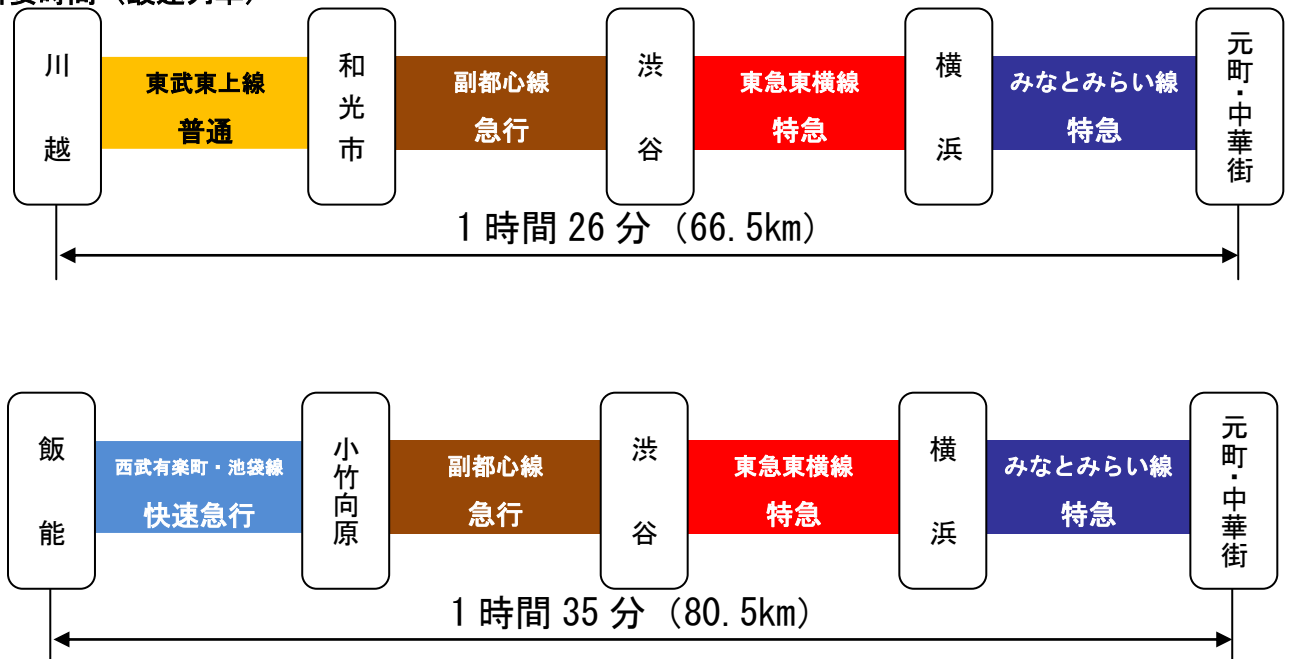 川越
東武東上線
普通
和光市
副都心線
急行
渋谷
東急東横線
特急
横浜
みなとみらい線
特急
元町・中華街
1時間26分（66.5km）
飯能
西武有楽町・池袋線
快速急行
小竹向原
副都心線
急行
渋谷
東急東横線
特急
横浜
みなとみらい線
特急
元町・中華街
1時間35分（80.5km）